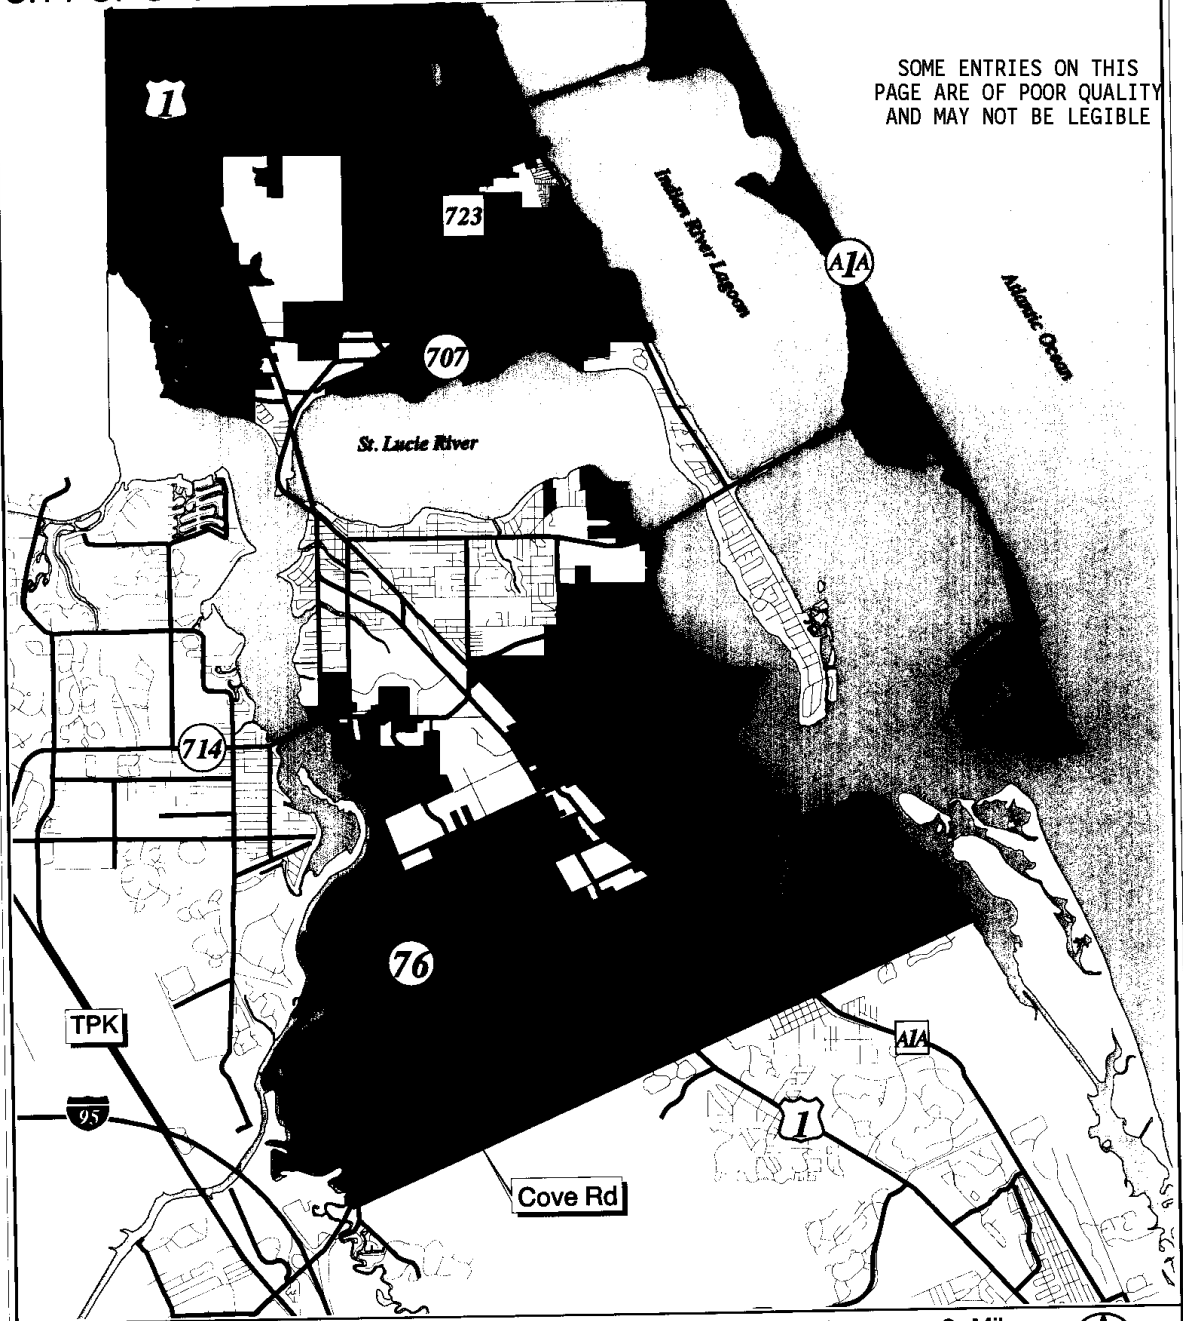 SOME ENTRIES ON THIS
PAGE ARE OF POOR QUALITY
AND MAY NOT BE LEGIBLE
1
723
Indian River Lagoon
A1A
Atlantic Ocean
707
St. Lucie River
714
76
TPK
A1A
95
1
Cove Rd